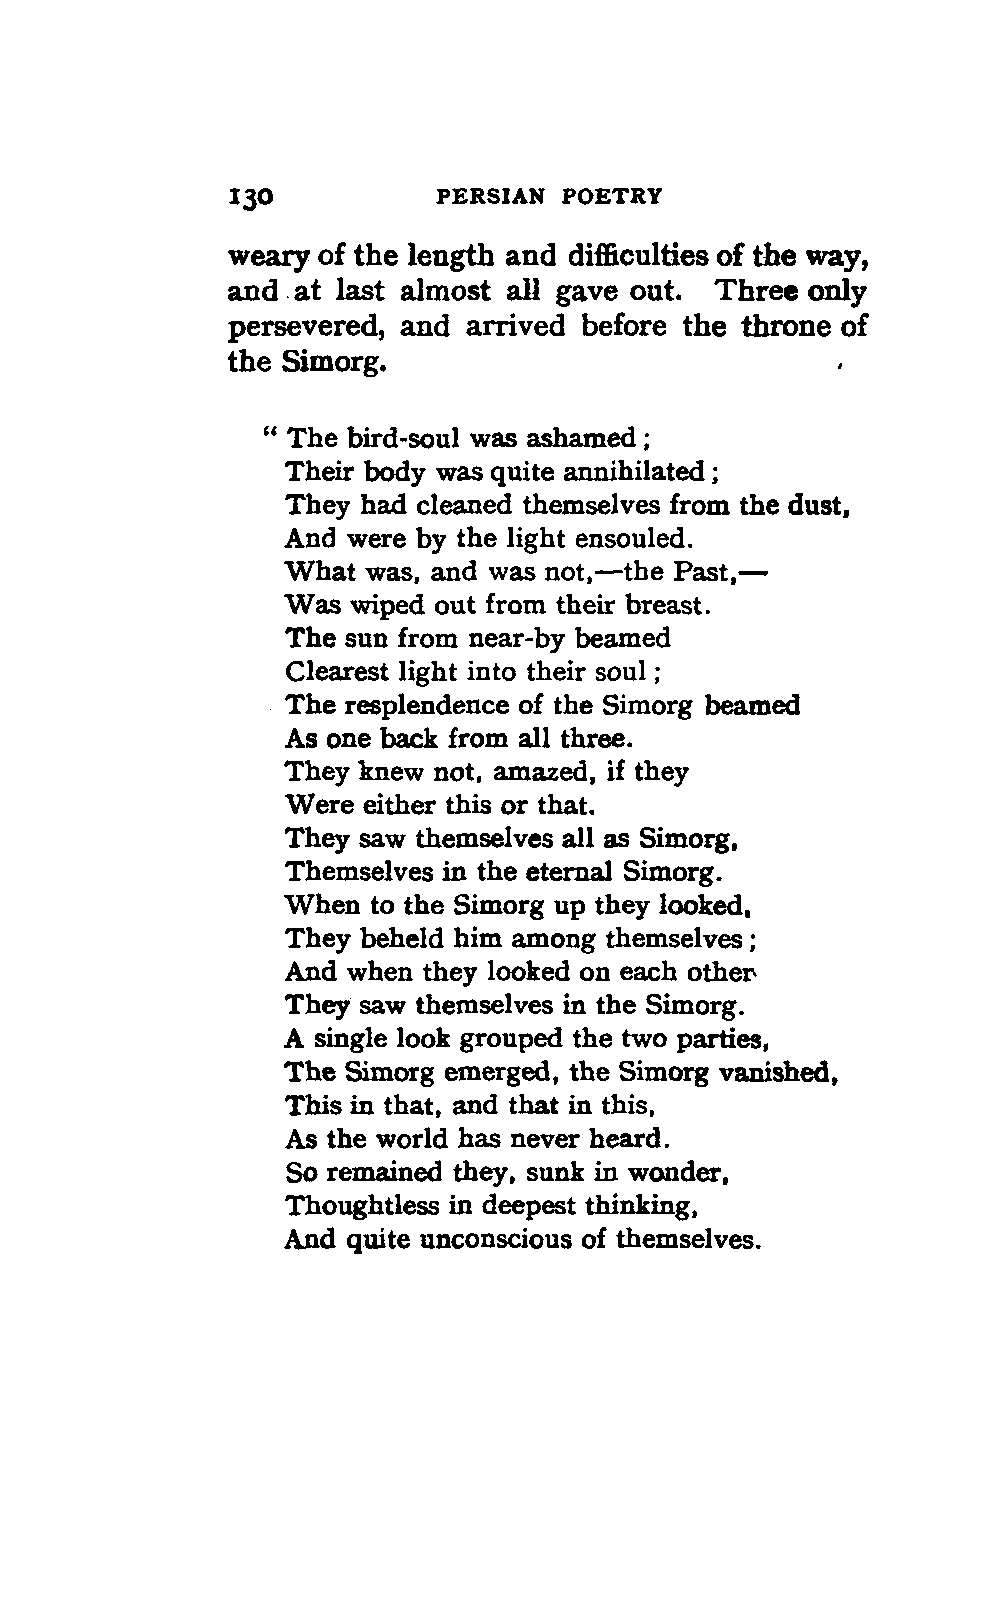 130 PERSIAN POETRY
weary of the length and difficulties of the way,
and at last almost all gave out. Three only
persevered, and arrived before the throne of
the Simorg.
“ The bird-soul was ashamed ;
Their body was quite annihilated ;
They had cleaned themselves from the dust,
And were by the light ensouled.
What was, and was not,—the Past,—
Was wiped out from their breast.
The sun from near-by beamed
Clearest light into their soul ;
The resplendence of the Simorg beamed
As one back from all three.
They knew not, amazed, if they
Were either this or that.
They saw themselves all as Simorg,
Themselves in the eternal Simorg.
When to the Simorg up they looked,
They beheld him among themselves ;
And when they looked on each other
They saw themselves in the Simorg.
A single look grouped the two parties,
The Simorg emerged, the Simorg vanished,
This in that, and that in this,
As the world has never heard.
So remained they, sunk in wonder,
Thoughtless in deepest thinking,
And quite unconscious of themselves.